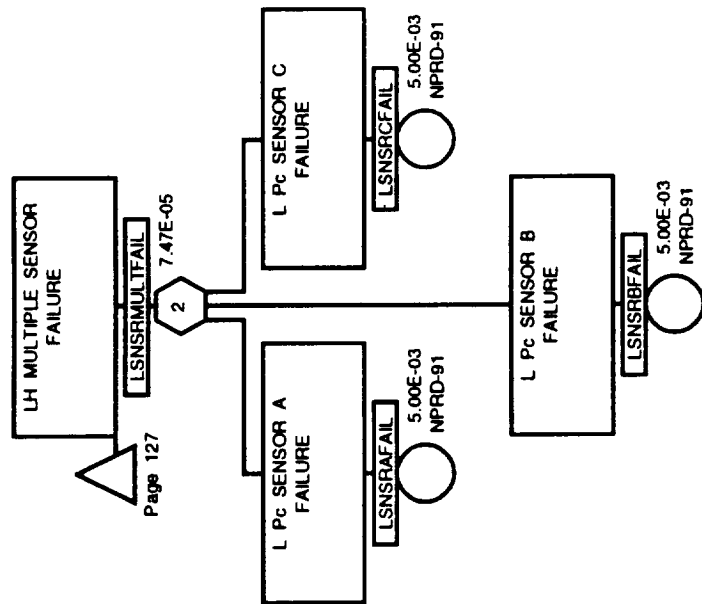 LH MULTIPLE SENSOR
FAILURE
Page 127
LSNSRMULTFAIL
7.47E-05
2
L Pc SENSOR A
FAILURE
LSNSRAFAIL
5.00E-03
NPRD-91
L Pc SENSOR B
FAILURE
LSNSRBFAIL
5.00E-03
NPRD-91
L Pc SENSOR C
FAILURE
LSNSRCFAIL
5.00E-03
NPRD-91